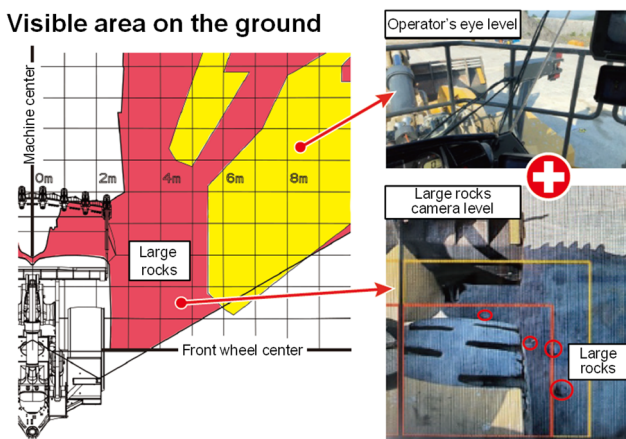 Visible area on the ground
Operator's eye level
Machine center
0m
2m
4m
6m
8m
Large rocks
camera level
Large
rocks
Front wheel center
Large
rocks